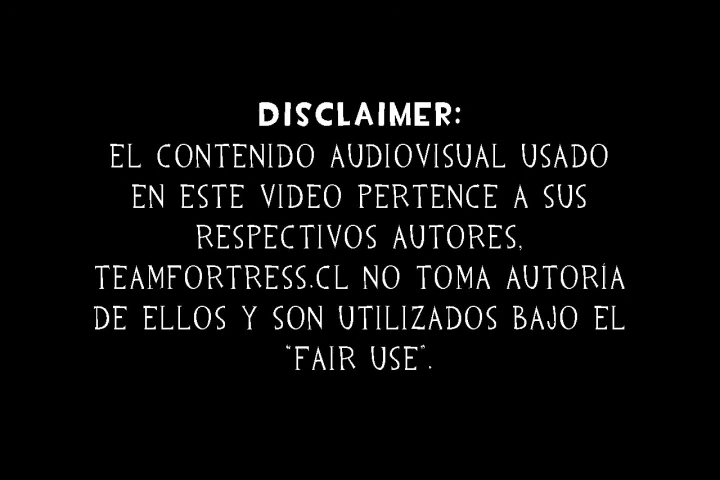 DISCLAIMER:
EL CONTENIDO AUDIOVISUAL USADO
EN ESTE VIDEO PERTENCE A SUS
RESPECTIVOS AUTORES,
TEAMFORTRESS.CL NO TOMA AUTORÍA
DE ELLOS Y SON UTILIZADOS BAJO EL
"FAIR USE".